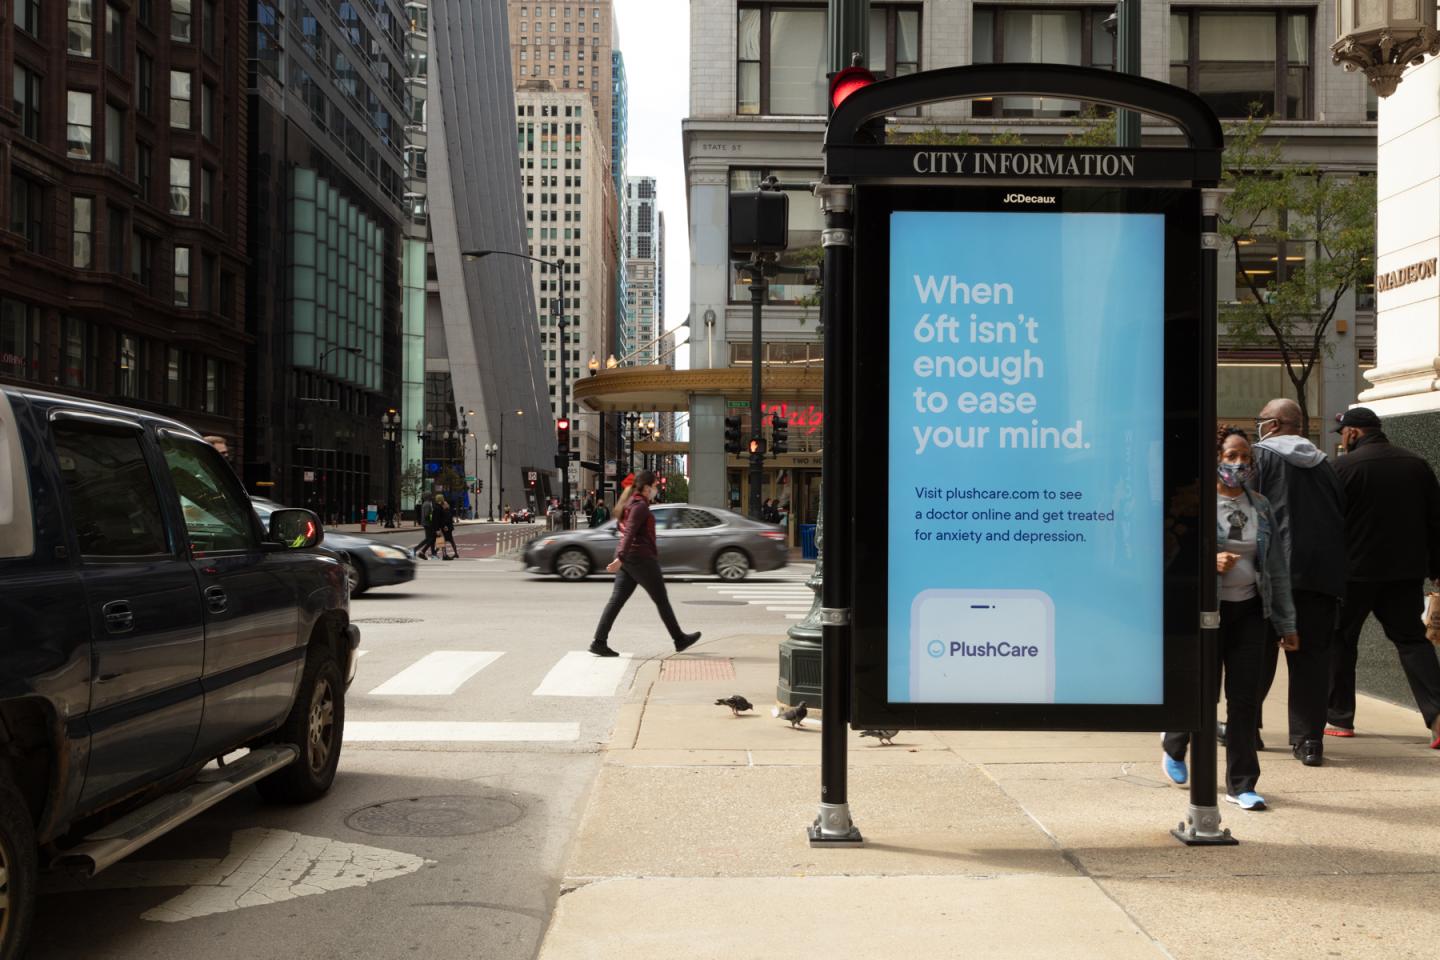 CITY INFORMATION
JCDecaux
When
6ft isn't
enough
to ease
your mind.
Visit plushcare.com to see
a doctor online and get treated
for anxiety and depression.
PlushCare
STATE ST
MADISON